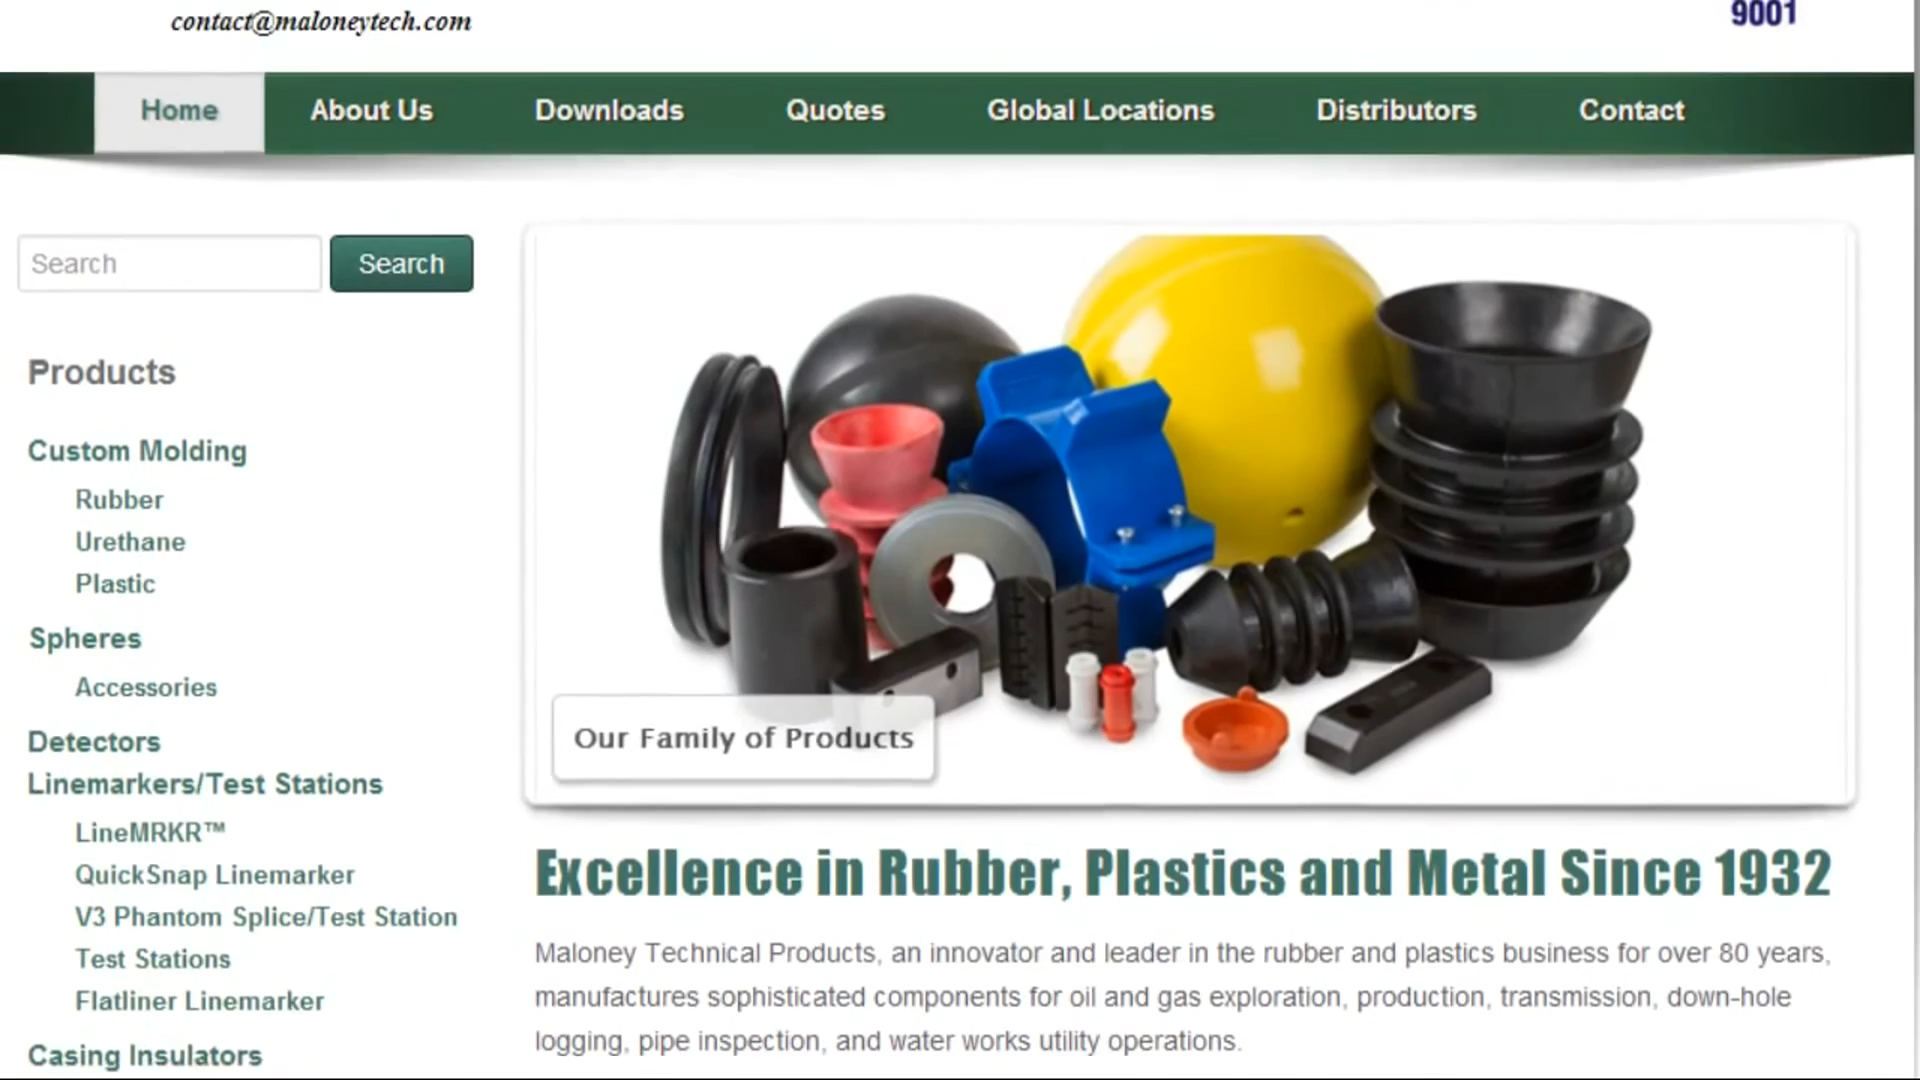 contact@maloneytech.com
9001
Home About Us Downloads Quotes Global Locations Distributors Contact
Search Search
Products
Custom Molding
Rubber
Urethane
Plastic
Spheres
Accessories
Detectors
Linemarkers/Test Stations
LineMRKR™
QuickSnap Linemarker
V3 Phantom Splice/Test Station
Test Stations
Flatliner Linemarker
Casing Insulators
Our Family of Products
Excellence in Rubber, Plastics and Metal Since 1932
Maloney Technical Products, an innovator and leader in the rubber and plastics business for over 80 years,
manufactures sophisticated components for oil and gas exploration, production, transmission, down-hole
logging, pipe inspection, and water works utility operations.